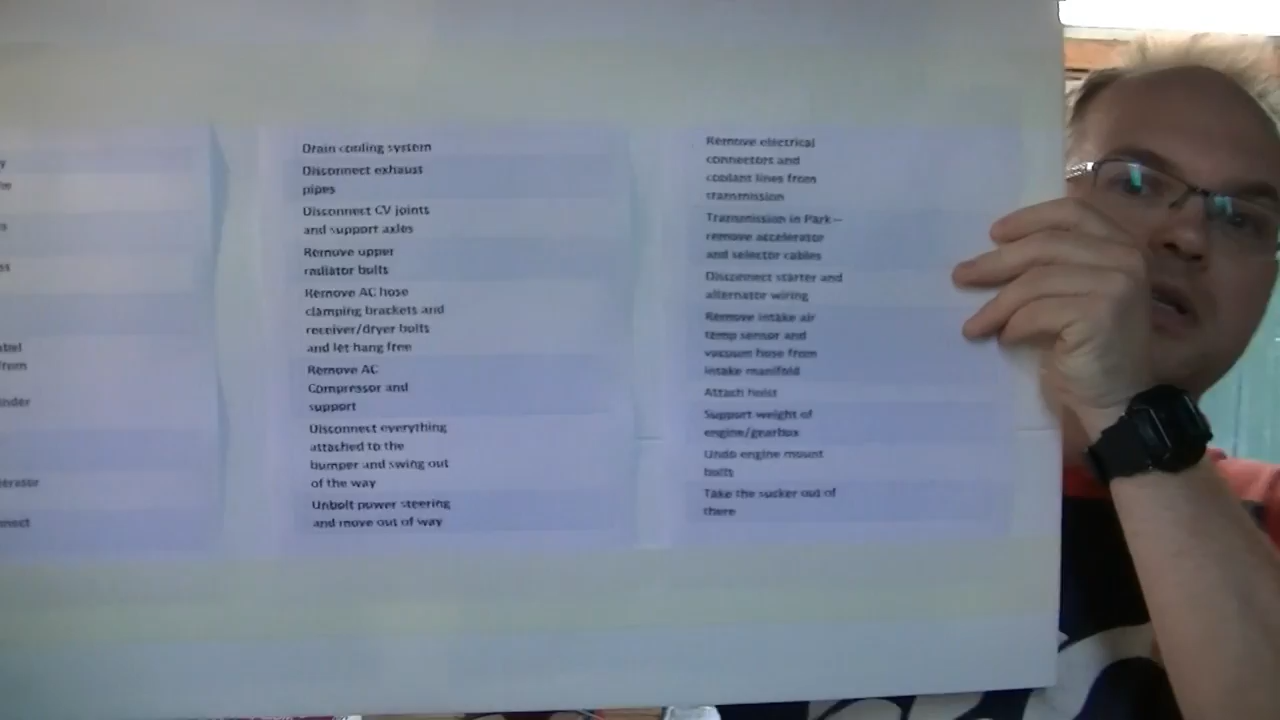 Drain cooling system
Disconnect exhaust
pipes
Disconnect CV joints
and support axles
Remove upper
radiator bolts
Remove AC hose
clamping brackets and
receiver/dryer bolts
and let hang free
Remove AC
Compressor and
support
Disconnect everything
attached to the
bumper and swing out
of the way
Unbolt power steering
and move out of way
Remove electrical
connectors and
coolant lines from
transmission
Transmission in Park –
remove accelerator
and selector cables
Disconnect starter and
alternator wiring
Remove intake air
temp sensor and
vacuum hose from
intake manifold
Attach hoist
Support weight of
engine/gearbox
Undo engine mount
bolts
Take the sucker out of
there